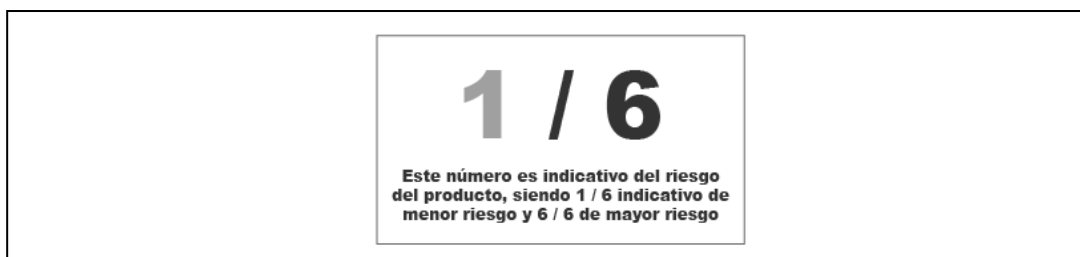 1 / 6
Este número es indicativo del riesgo
del producto, siendo 1 / 6 indicativo de
menor riesgo y 6 / 6 de mayor riesgo